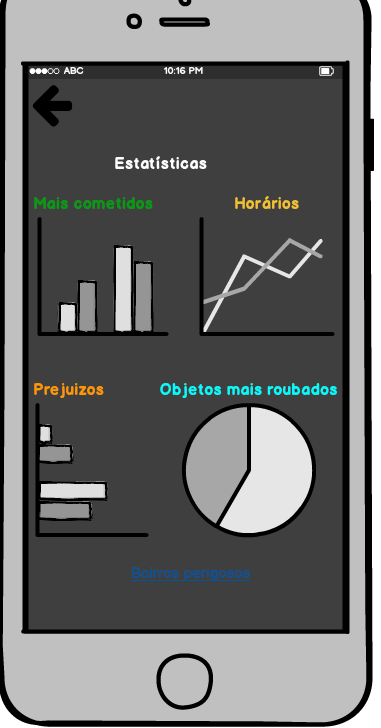 ABC 10:16 PM
Estatísticas
Mais cometidos Horários
Prejuizos Objetos mais roubados
Bairros perigosos